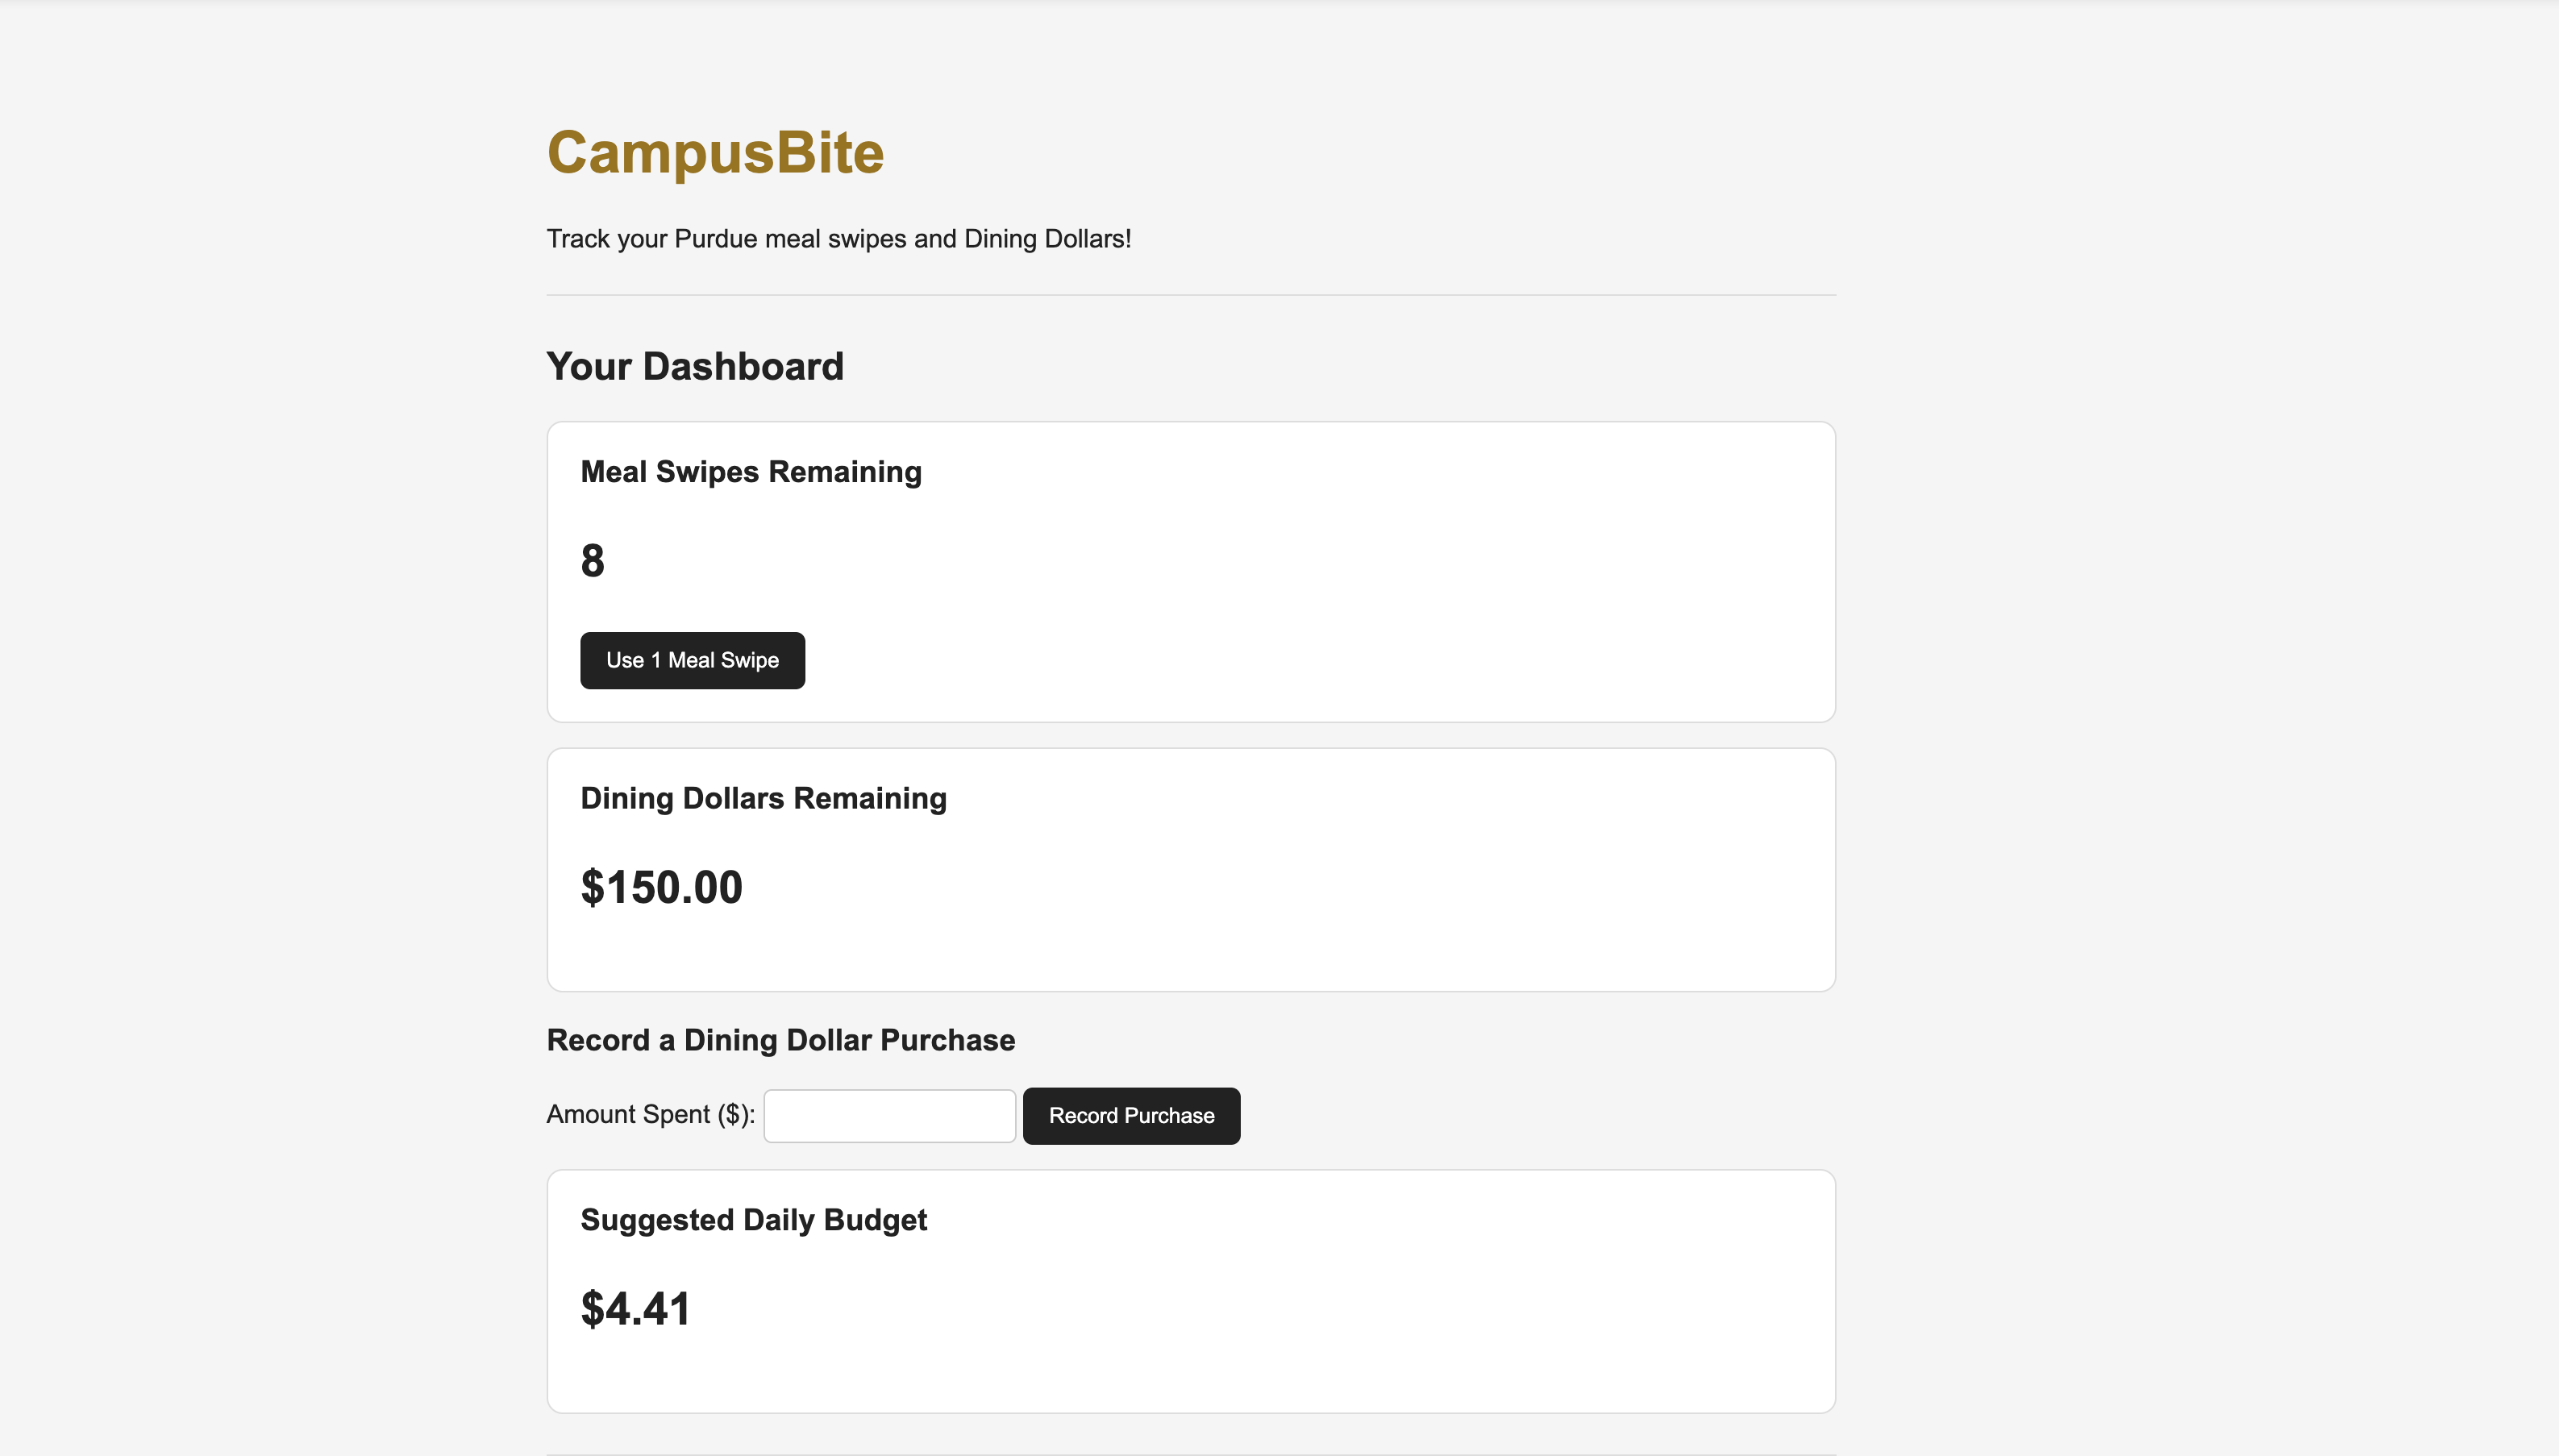 CampusBite
Track your Purdue meal swipes and Dining Dollars!
Your Dashboard
Meal Swipes Remaining
8
Use 1 Meal Swipe
Dining Dollars Remaining
$150.00
Record a Dining Dollar Purchase
Amount Spent ($): Record Purchase
Suggested Daily Budget
$4.41